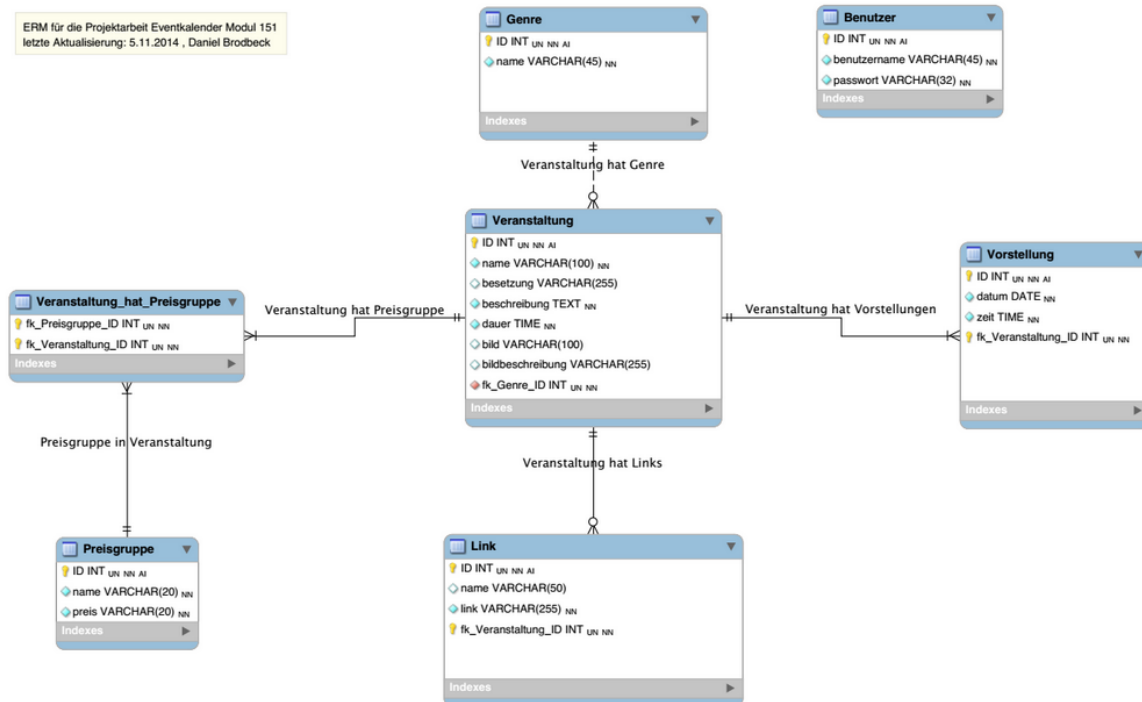 ERM für die Projektarbeit Eventkalender Modul 151
letzte Aktualisierung: 5.11.2014 , Daniel Brodbeck
Genre
ID INT UN NN AI
name VARCHAR(45) NN
Indexes
Benutzer
ID INT UN NN AI
benutzername VARCHAR(45) NN
passwort VARCHAR(32) NN
Indexes
Veranstaltung hat Genre
Veranstaltung
ID INT UN NN AI
name VARCHAR(100) NN
besetzung VARCHAR(255)
beschreibung TEXT NN
dauer TIME NN
bild VARCHAR(100)
bildbeschreibung VARCHAR(255)
fk_Genre_ID INT UN NN
Indexes
Veranstaltung_hat_Preisgruppe
fk_Preisgruppe_ID INT UN NN
fk_Veranstaltung_ID INT UN NN
Indexes
Veranstaltung hat Preisgruppe
Veranstaltung hat Vorstellungen
Vorstellung
ID INT UN NN AI
datum DATE NN
zeit TIME NN
fk_Veranstaltung_ID INT UN NN
Indexes
Preisgruppe in Veranstaltung
Veranstaltung hat Links
Preisgruppe
ID INT UN NN AI
name VARCHAR(20) NN
preis VARCHAR(20) NN
Indexes
Link
ID INT UN NN AI
name VARCHAR(50)
link VARCHAR(255) NN
fk_Veranstaltung_ID INT UN NN
Indexes